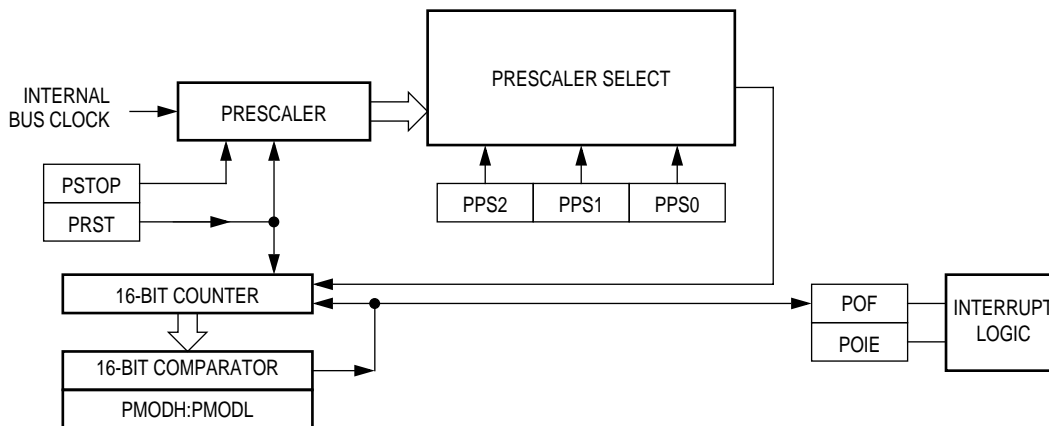 PRESCALER SELECT
INTERNAL
BUS CLOCK
PRESCALER
PSTOP
PRST
PPS2
PPS1
PPS0
16-BIT COUNTER
16-BIT COMPARATOR
PMODH:PMODL
POF
POIE
INTERRUPT
LOGIC